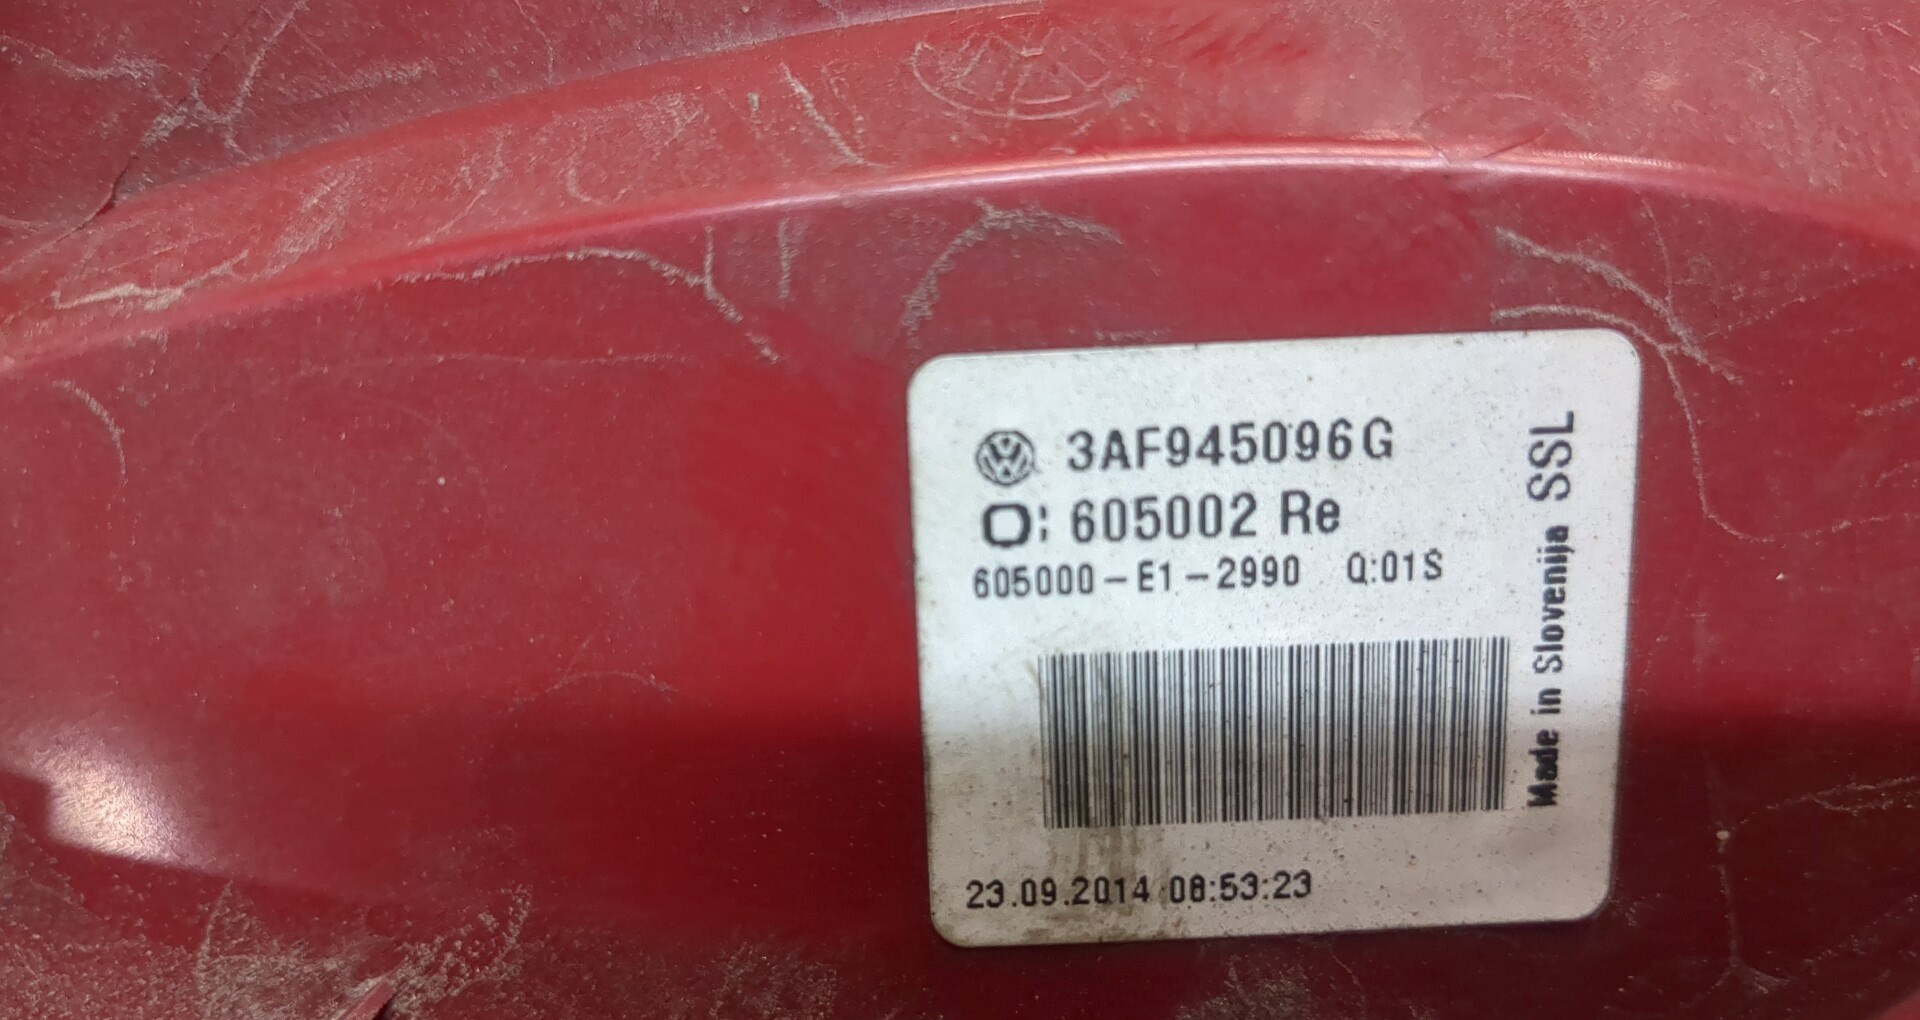 3AF945096G
O: 605002 Re
605000-E1-2990 Q:01S
23.09.2014 08:53:23
Made in Slovenija SSL